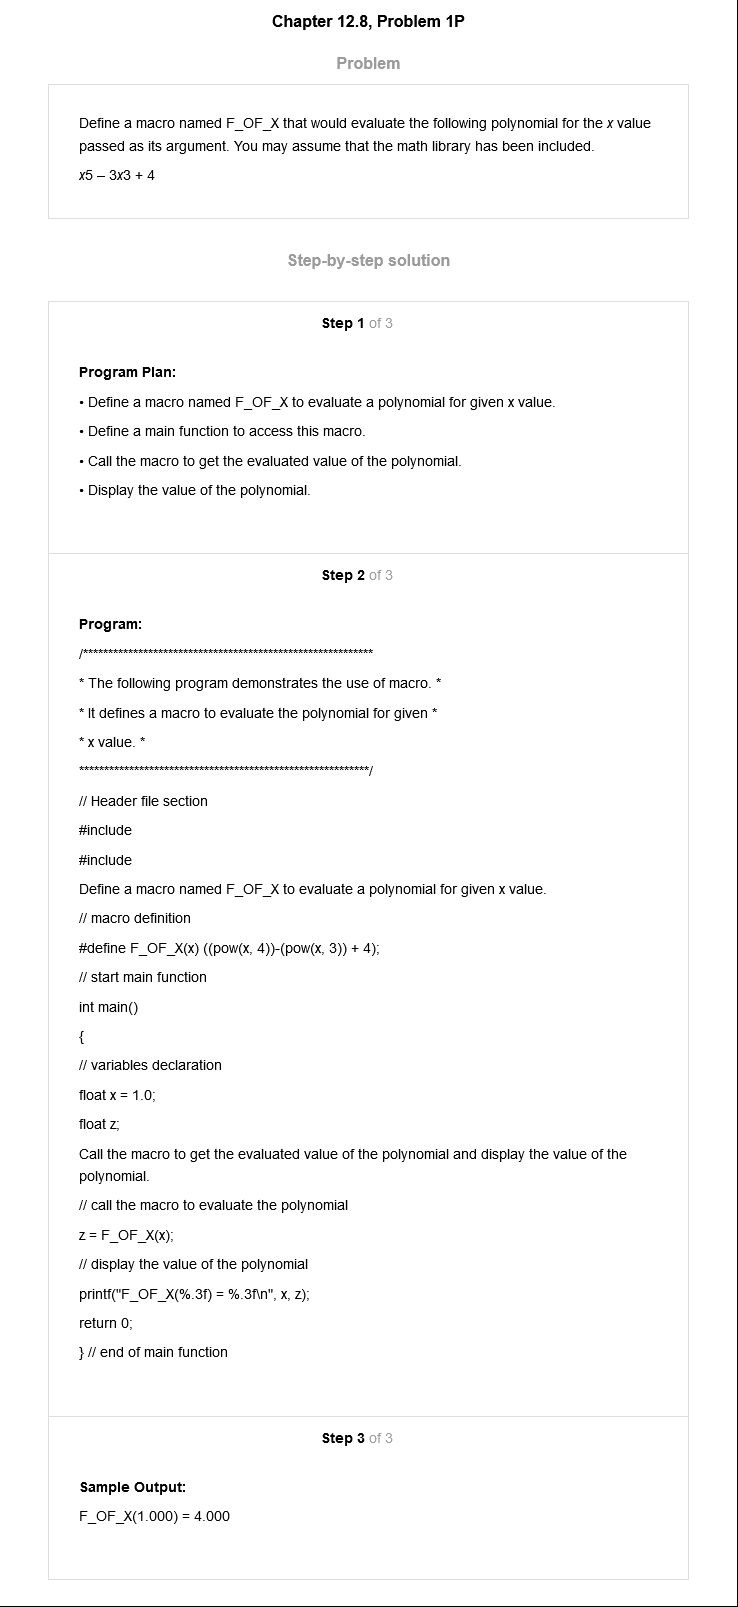 Chapter 12.8, Problem 1P
Problem
Define a macro named F_OF_X that would evaluate the following polynomial for the x value
passed as its argument. You may assume that the math library has been included.
x5 – 3x3 + 4
Step-by-step solution
Step 1 of 3
Program Plan:
• Define a macro named F_OF_X to evaluate a polynomial for given x value.
• Define a main function to access this macro.
• Call the macro to get the evaluated value of the polynomial.
• Display the value of the polynomial.
Step 2 of 3
Program:
/**********************************************************
* The following program demonstrates the use of macro. *
* It defines a macro to evaluate the polynomial for given *
* x value. *
**********************************************************/
// Header file section
#include
#include
Define a macro named F_OF_X to evaluate a polynomial for given x value.
// macro definition
#define F_OF_X(x) ((pow(x, 4))-(pow(x, 3)) + 4);
// start main function
int main()
{
// variables declaration
float x = 1.0;
float z;
Call the macro to get the evaluated value of the polynomial and display the value of the
polynomial.
// call the macro to evaluate the polynomial
z = F_OF_X(x);
// display the value of the polynomial
printf("F_OF_X(%.3f) = %.3f\n", x, z);
return 0;
} // end of main function
Step 3 of 3
Sample Output:
F_OF_X(1.000) = 4.000